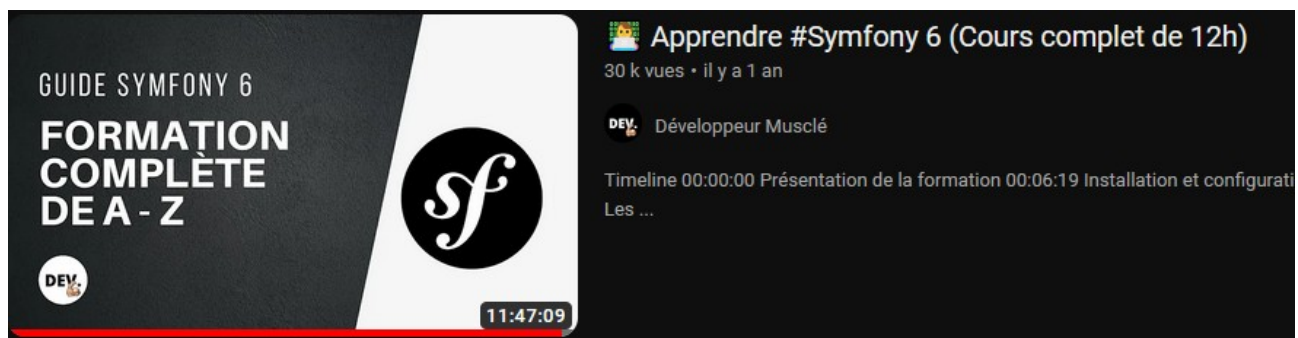 GUIDE SYMFONY 6
FORMATION
COMPLÈTE
DE A - Z
DEV.
11:47:09
Apprendre #Symfony 6 (Cours complet de 12h)
30 k vues • il y a 1 an
DEV. Développeur Musclé
Timeline 00:00:00 Présentation de la formation 00:06:19 Installation et configurati
Les ...